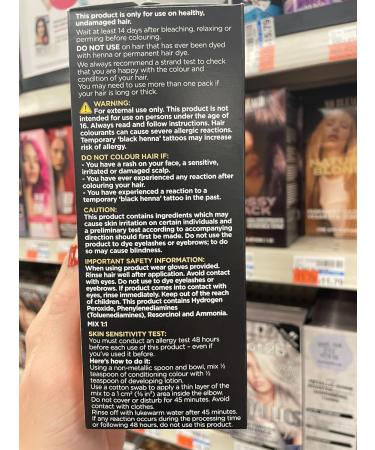 This product is only for use on healthy,
undamaged hair.
Wait at least 14 days after bleaching, relaxing or
perming before colouring.
DO NOT USE on hair that has ever been dyed
with henna or permanent hair dye.
We always recommend a strand test to check
that you are happy with the colour and
condition of your hair.
You may need to use more than one pack if
your hair is long or thick.
WARNING:
For external use only. This product is not
intended for use on persons under the age of
16. Always read and follow instructions. Hair
colourants can cause severe allergic reactions.
Temporary 'black henna' tattoos may increase
risk of allergy.
DO NOT COLOUR HAIR IF:
- You have a rash on your face, a sensitive,
irritated or damaged scalp.
- You have ever experienced any reaction after
colouring your hair.
- You have experienced a reaction to a
temporary 'black henna' tattoo in the past.
CAUTION:
This product contains ingredients which may
cause skin irritation on certain individuals and
a preliminary test according to accompanying
direction should first be made. Do not use the
product to dye eyelashes or eyebrows; to do
so may cause blindness.
IMPORTANT SAFETY INFORMATION:
When using product wear gloves provided.
Rinse hair well after application. Avoid contact
with eyes. Do not use to dye eyelashes or
eyebrows. If product comes into contact with
eyes, rinse immediately. Keep out of the reach
of children. This product contains Hydrogen
Peroxide, Phenylenediamines
(Toluenediamines), Resorcinol and Ammonia.
MIX 1:1
SKIN SENSITIVITY TEST:
You must conduct an allergy test 48 hours
before each use of this product – even if
you've used it before.
Here's how to do it:
Using a non-metallic spoon and bowl, mix ½
teaspoon of conditioning colour with ½
teaspoon of developing lotion.
Use a cotton swab to apply a thin layer of the
mix to a 1 cm² (⅜ in²) area inside the elbow.
Do not cover or disturb for 45 minutes. Avoid
contact with clothes.
Rinse off with lukewarm water after 45 minutes.
If any reaction occurs during the processing time
or following 48 hours, do not use this product.
11.79